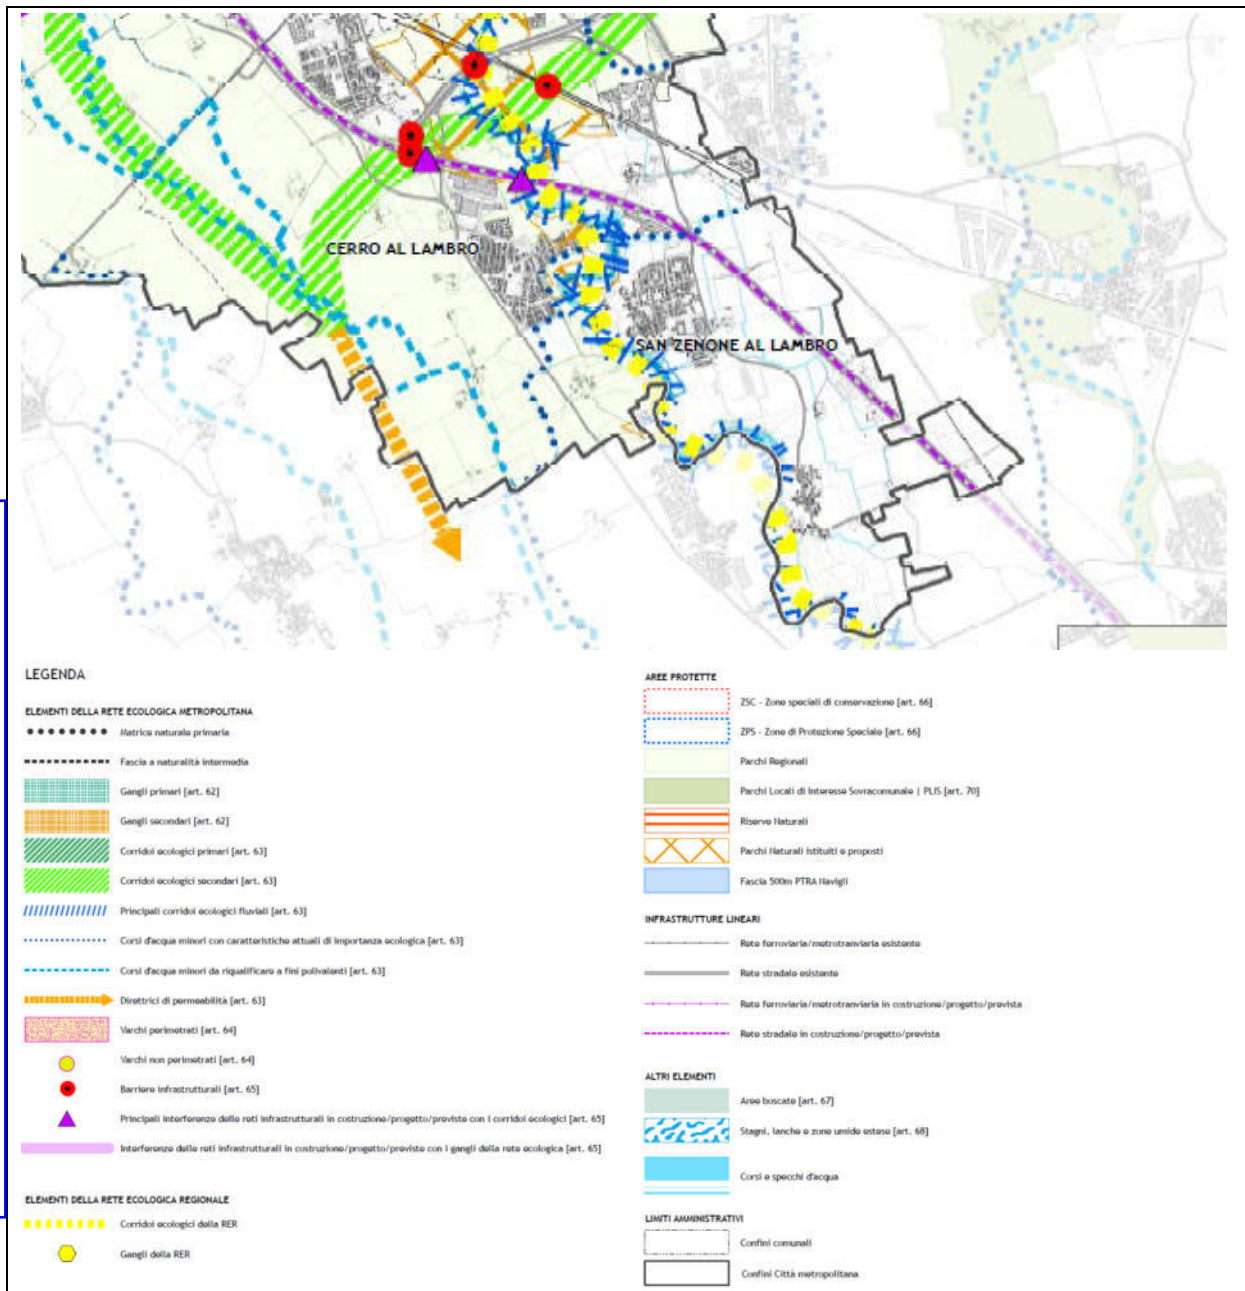 CERRO AL LAMBRO
SAN ZENONE AL LAMBRO
LEGENDA
ELEMENTI DELLA RETE ECOLOGICA METROPOLITANA
Matrice naturale primaria
Fascia a naturalità intermedia
Gangli primari [art. 62]
Gangli secondari [art. 62]
Corridoi ecologici primari [art. 63]
Corridoi ecologici secondari [art. 63]
Principali corridoi ecologici fluviali [art. 63]
Corsi d'acqua minori con caratteristiche attuali di importanza ecologica [art. 63]
Corsi d'acqua minori da riqualificare a fini polivalenti [art. 63]
Direttrici di permeabilità [art. 63]
Varchi perimetrati [art. 64]
Varchi non perimetrati [art. 64]
Barriere infrastrutturali [art. 65]
Principali interferenze delle reti infrastrutturali in costruzione/progetto/previste con i corridoi ecologici [art. 65]
Interferenze delle reti infrastrutturali in costruzione/progetto/previste con i gangli della rete ecologica [art. 65]
ELEMENTI DELLA RETE ECOLOGICA REGIONALE
Corridoi ecologici della RER
Gangli della RER
AREE PROTETTE
ZSC - Zone speciali di conservazione [art. 66]
ZPS - Zone di Protezione Speciale [art. 66]
Parchi Regionali
Parchi Locali di Interesse Sovracomunale | PLIS [art. 70]
Riserve Naturali
Parchi Naturali istituiti e proposti
Fascia 500m PTRA Navigli
INFRASTRUTTURE LINEARI
Rete ferroviaria/metrotranviaria esistente
Rete stradale esistente
Rete ferroviaria/metrotranviaria in costruzione/progetto/prevista
Rete stradale in costruzione/progetto/prevista
ALTRI ELEMENTI
Aree boscate [art. 67]
Stagni, lanche e zone umide estese [art. 68]
Corsi e specchi d'acqua
LIMITI AMMINISTRATIVI
Confini comunali
Confini Città metropolitana